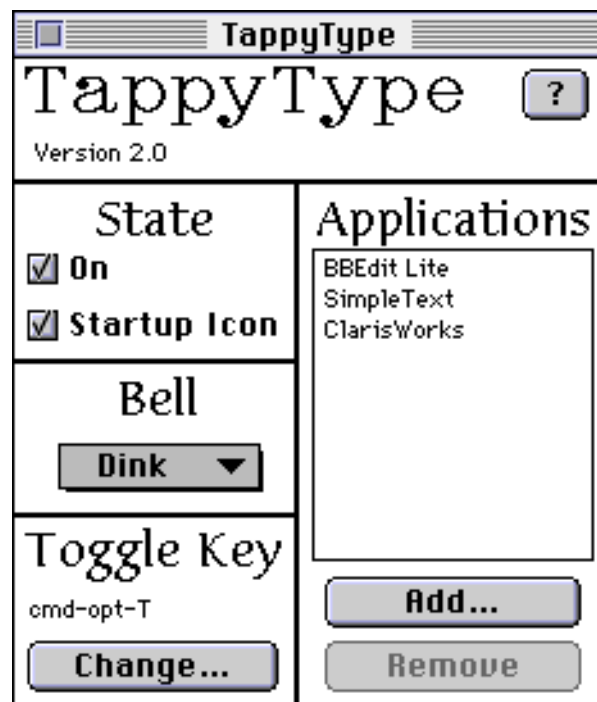 TappyType
TappyType
?
Version 2.0
State
On
Startup Icon
Bell
Dink
Toggle Key
cmd-opt-T
Change...
Applications
BBEdit Lite
SimpleText
ClarisWorks
Add...
Remove